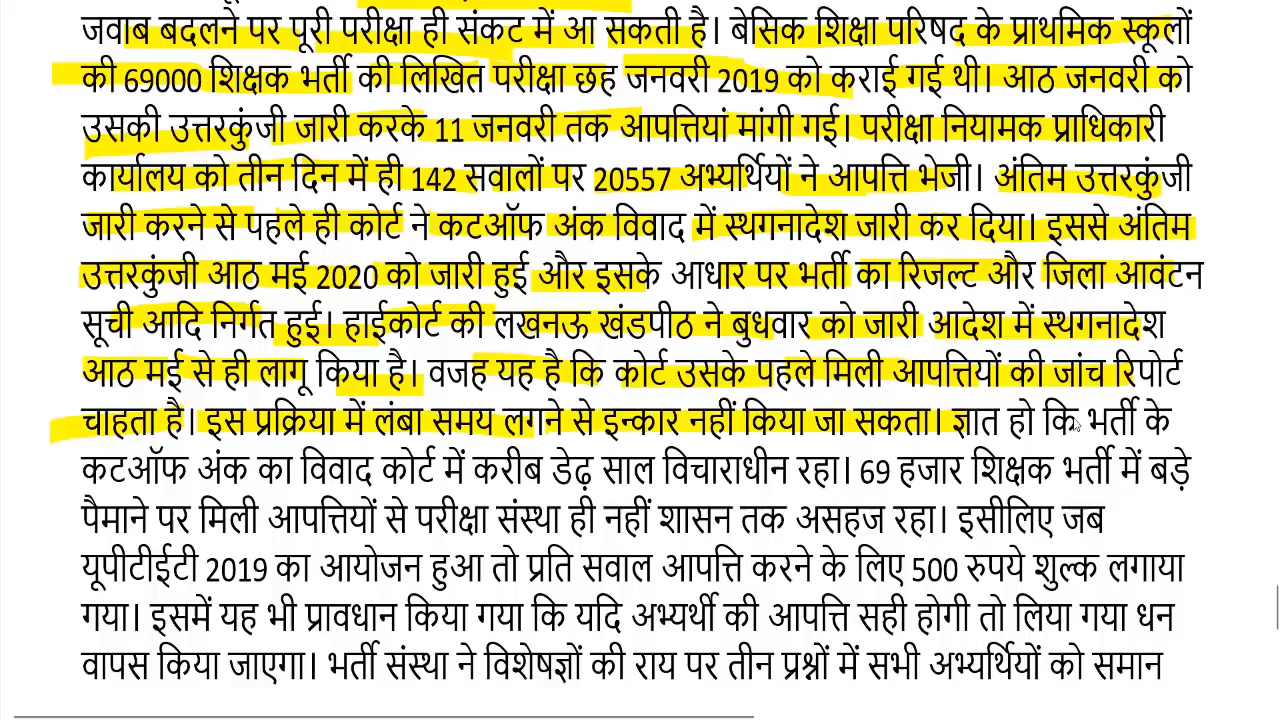 जवाब बदलने पर पूरी परीक्षा ही संकट में आ सकती है। बेसिक शिक्षा परिषद के प्राथमिक स्कूलों
की 69000 शिक्षक भर्ती की लिखित परीक्षा छह जनवरी 2019 को कराई गई थी। आठ जनवरी को
उसकी उत्तरकुंजी जारी करके 11 जनवरी तक आपत्तियां मांगी गई। परीक्षा नियामक प्राधिकारी
कार्यालय को तीन दिन में ही 142 सवालों पर 20557 अभ्यर्थियों ने आपत्ति भेजी। अंतिम उत्तरकुंजी
जारी करने से पहले ही कोर्ट ने कटऑफ अंक विवाद में स्थगनादेश जारी कर दिया। इससे अंतिम
उत्तरकुंजी आठ मई 2020 को जारी हुई और इसके आधार पर भर्ती का रिजल्ट और जिला आवंटन
सूची आदि निर्गत हुई। हाईकोर्ट की लखनऊ खंडपीठ ने बुधवार को जारी आदेश में स्थगनादेश
आठ मई से ही लागू किया है। वजह यह है कि कोर्ट उसके पहले मिली आपत्तियों की जांच रिपोर्ट
चाहता है। इस प्रक्रिया में लंबा समय लगने से इन्कार नहीं किया जा सकता। ज्ञात हो कि भर्ती के
कटऑफ अंक का विवाद कोर्ट में करीब डेढ़ साल विचाराधीन रहा। 69 हजार शिक्षक भर्ती में बड़े
पैमाने पर मिली आपत्तियों से परीक्षा संस्था ही नहीं शासन तक असहज रहा। इसीलिए जब
यूपीटीईटी 2019 का आयोजन हुआ तो प्रति सवाल आपत्ति करने के लिए 500 रुपये शुल्क लगाया
गया। इसमें यह भी प्रावधान किया गया कि यदि अभ्यर्थी की आपत्ति सही होगी तो लिया गया धन
वापस किया जाएगा। भर्ती संस्था ने विशेषज्ञों की राय पर तीन प्रश्नों में सभी अभ्यर्थियों को समान